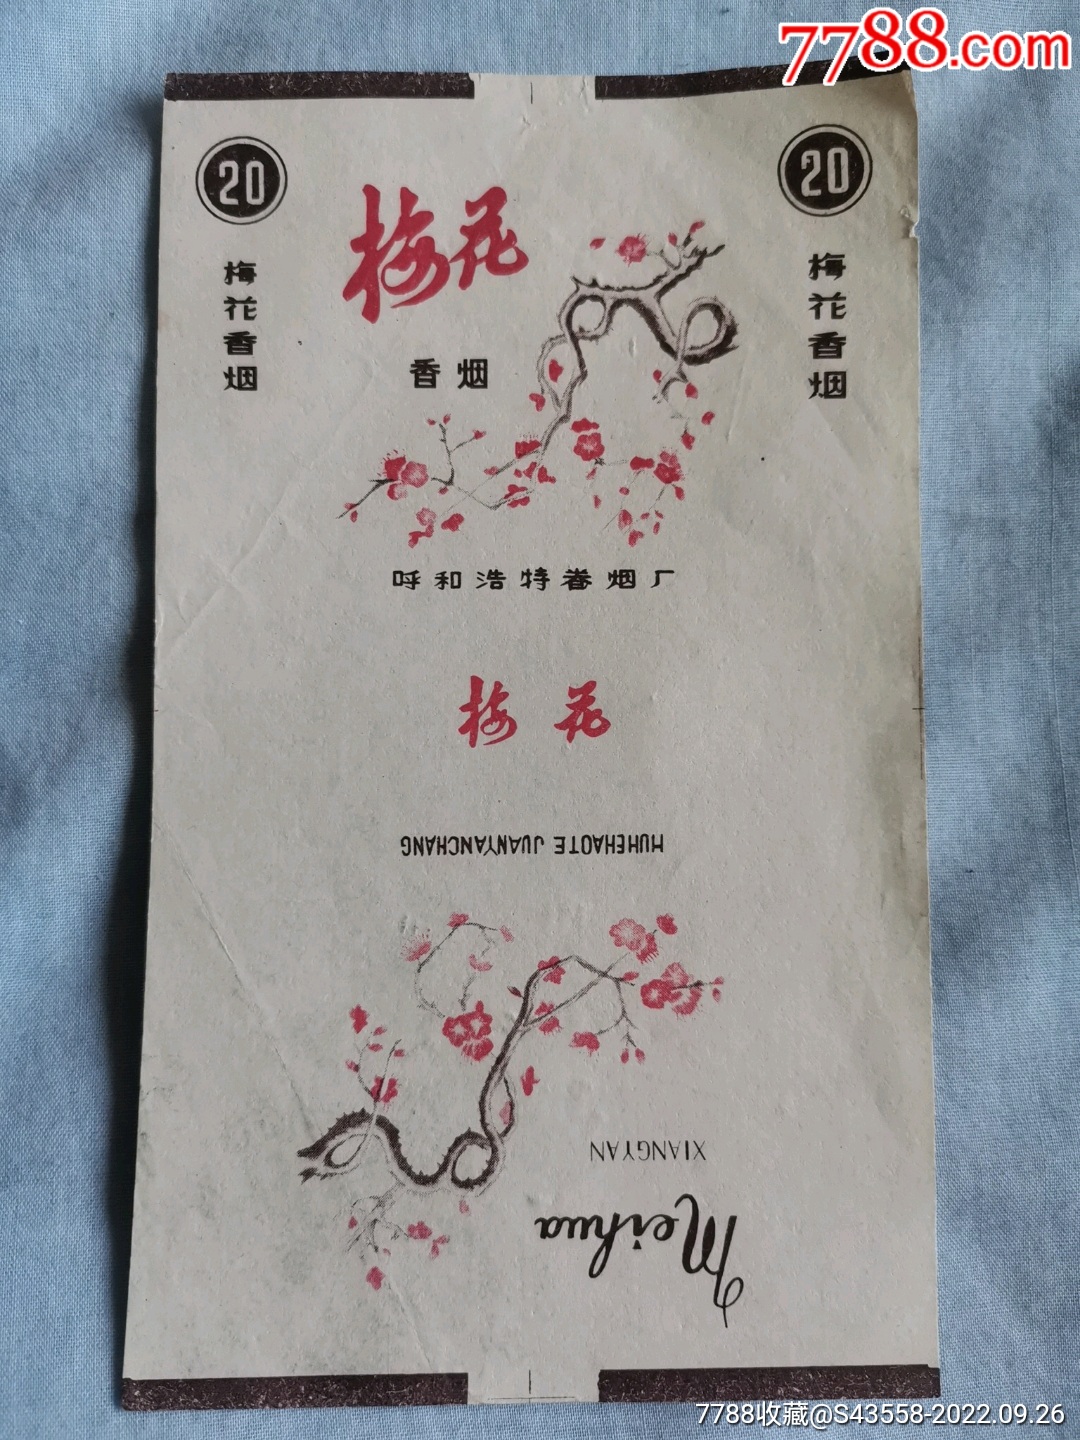 7788.com
20
20
梅花
梅花香烟
梅花香烟
香烟
呼和浩特卷烟厂
梅花
HUHEHAOTE JUANYANCHANG
XIANGYAN
Meihua
7788收藏@S43558-2022.09.26